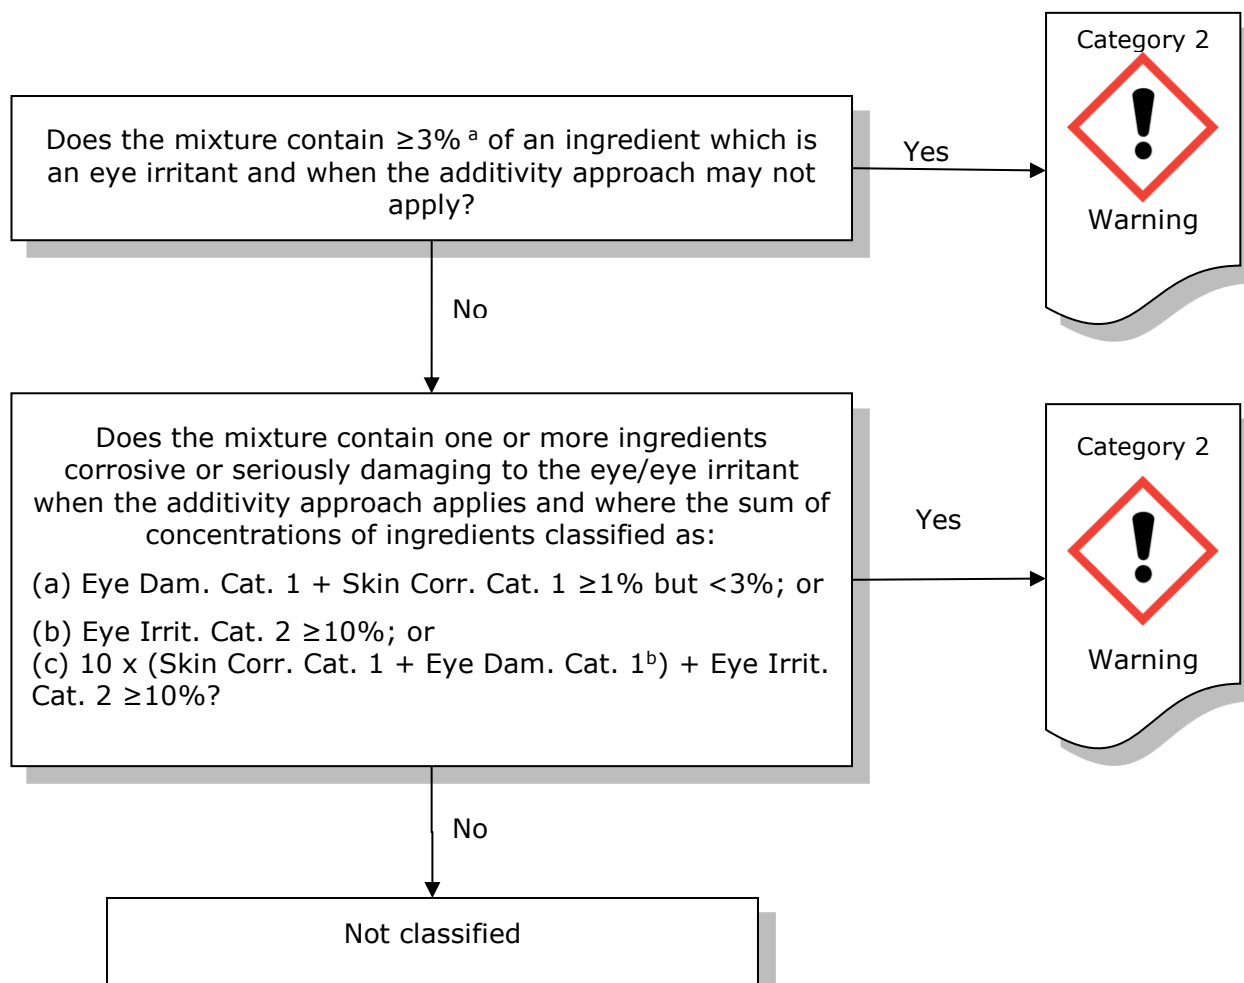 Category 2
Does the mixture contain ≥3% ᵃ of an ingredient which is
an eye irritant and when the additivity approach may not
apply?
Yes
Warning
No
Does the mixture contain one or more ingredients
corrosive or seriously damaging to the eye/eye irritant
when the additivity approach applies and where the sum of
concentrations of ingredients classified as:
(a) Eye Dam. Cat. 1 + Skin Corr. Cat. 1 ≥1% but <3%; or
(b) Eye Irrit. Cat. 2 ≥10%; or
(c) 10 x (Skin Corr. Cat. 1 + Eye Dam. Cat. 1ᵇ) + Eye Irrit.
Cat. 2 ≥10%?
Category 2
Yes
Warning
No
Not classified